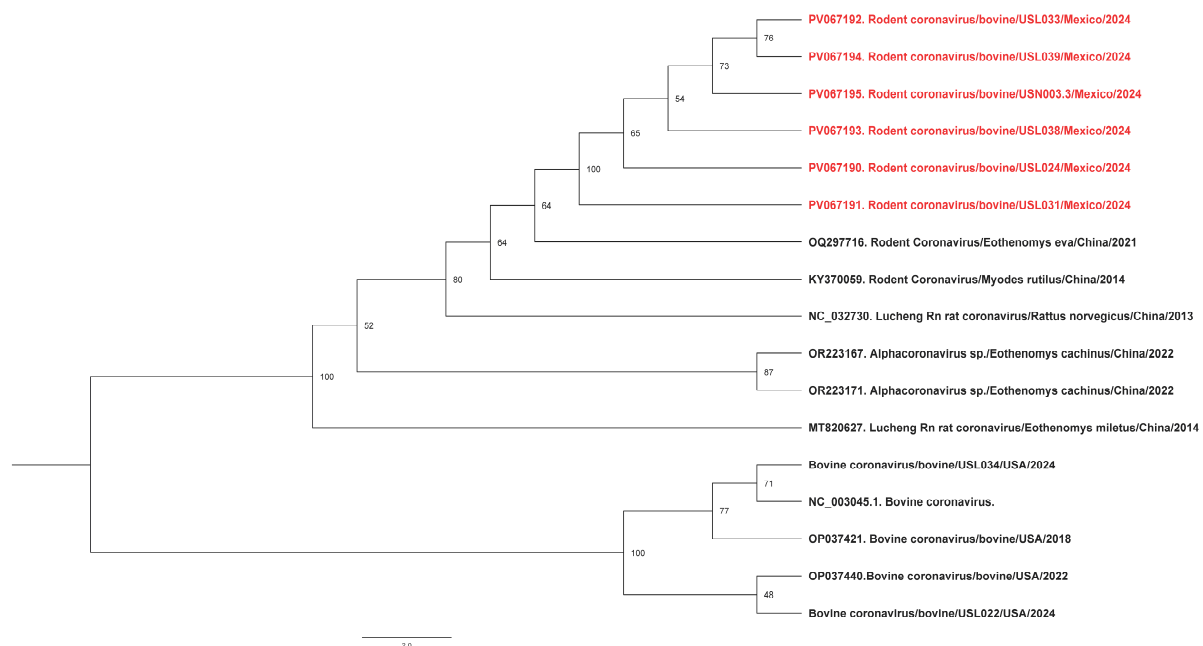 PV067192. Rodent coronavirus/bovine/USL033/Mexico/2024
76
PV067194. Rodent coronavirus/bovine/USL039/Mexico/2024
73
PV067195. Rodent coronavirus/bovine/USN003.3/Mexico/2024
54
PV067193. Rodent coronavirus/bovine/USL038/Mexico/2024
65
PV067190. Rodent coronavirus/bovine/USL024/Mexico/2024
100
PV067191. Rodent coronavirus/bovine/USL031/Mexico/2024
64
OQ297716. Rodent Coronavirus/Eothenomys eva/China/2021
64
KY370059. Rodent Coronavirus/Myodes rutilus/China/2014
80
NC_032730. Lucheng Rn rat coronavirus/Rattus norvegicus/China/2013
52
OR223167. Alphacoronavirus sp./Eothenomys cachinus/China/2022
87
OR223171. Alphacoronavirus sp./Eothenomys cachinus/China/2022
100
MT820627. Lucheng Rn rat coronavirus/Eothenomys miletus/China/2014
Bovine coronavirus/bovine/USL034/USA/2024
71
NC_003045.1. Bovine coronavirus.
77
OP037421. Bovine coronavirus/bovine/USA/2018
100
OP037440.Bovine coronavirus/bovine/USA/2022
48
Bovine coronavirus/bovine/USL022/USA/2024